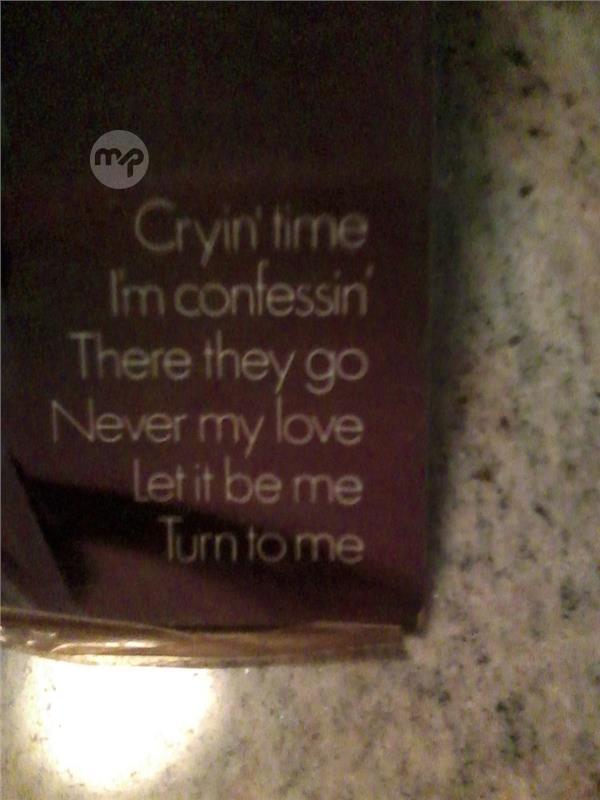 mp
Cryin' time
I'm confessin'
There they go
Never my love
Let it be me
Turn to me